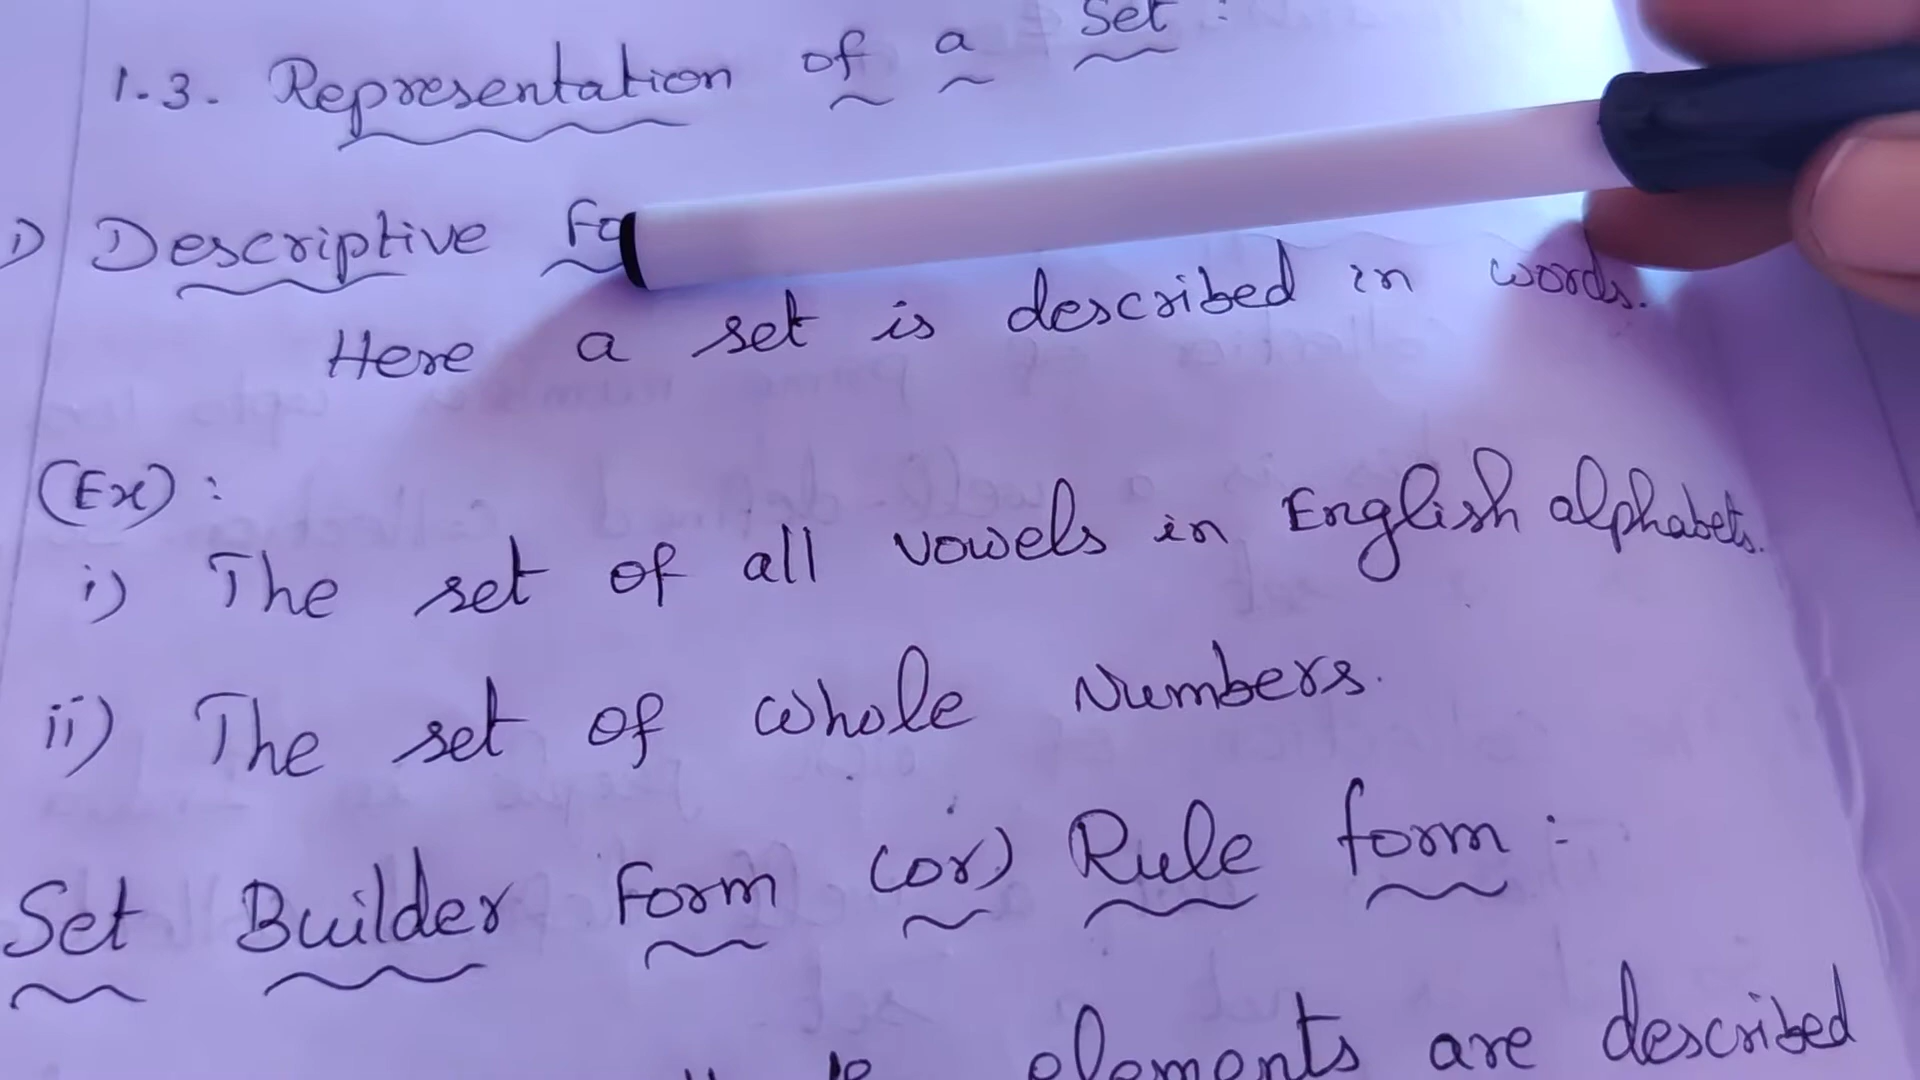 1.3. Representation of a Set :
1) Descriptive Fo
Here a set is described in words.
(Ex) :
i) The set of all vowels in English alphabets.
ii) The set of whole Numbers.
Set Builder Form (or) Rule form :
elements are described